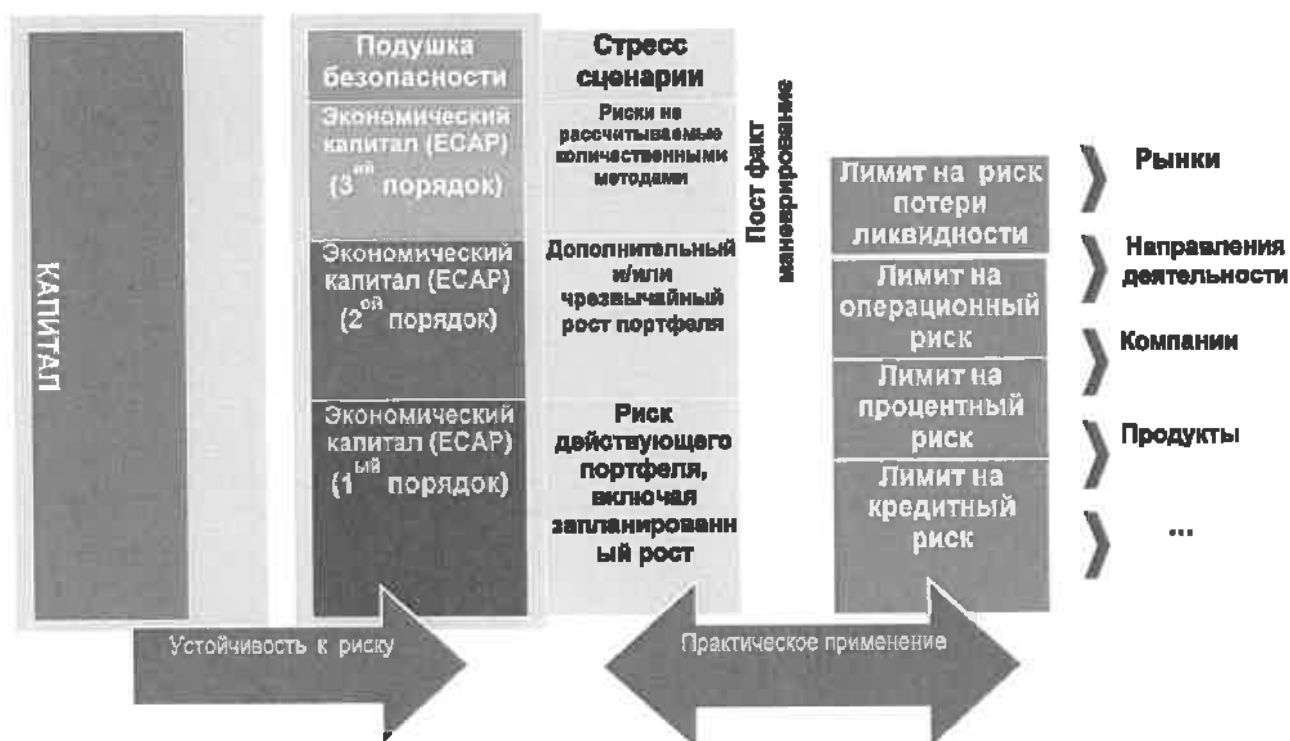 КАПИТАЛ
Подушка
безопасности
Экономический
капитал (ECAP)
(3ий порядок)
Экономический
капитал (ECAP)
(2ой порядок)
Экономический
капитал (ECAP)
(1ый порядок)
Стресс
сценарии
Риски не
рассчитываемые
количественными
методами
Дополнительный
и/или
чрезвычайный
рост портфеля
Риск
действующего
портфеля,
включая
запланированн
ый рост
Пост факт
маневрирование
Лимит на риск
потери
ликвидности
Лимит на
операционный
риск
Лимит на
процентный
риск
Лимит на
кредитный
риск
Рынки
Направления
деятельности
Компании
Продукты
...
Устойчивость к риску
Практическое применение